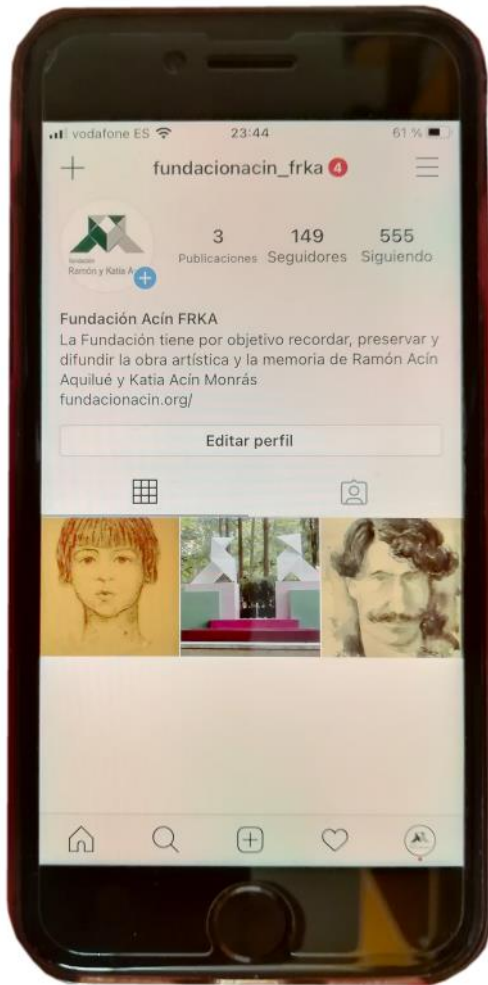 vodafone ES 23:44 61 %
fundacionacin_frka 4
3 149 555
Publicaciones Seguidores Siguiendo
fundación
Ramón y Katia
Fundación Acín FRKA
La Fundación tiene por objetivo recordar, preservar y
difundir la obra artística y la memoria de Ramón Acín
Aquilué y Katia Acín Monrás
fundacionacin.org/
Editar perfil